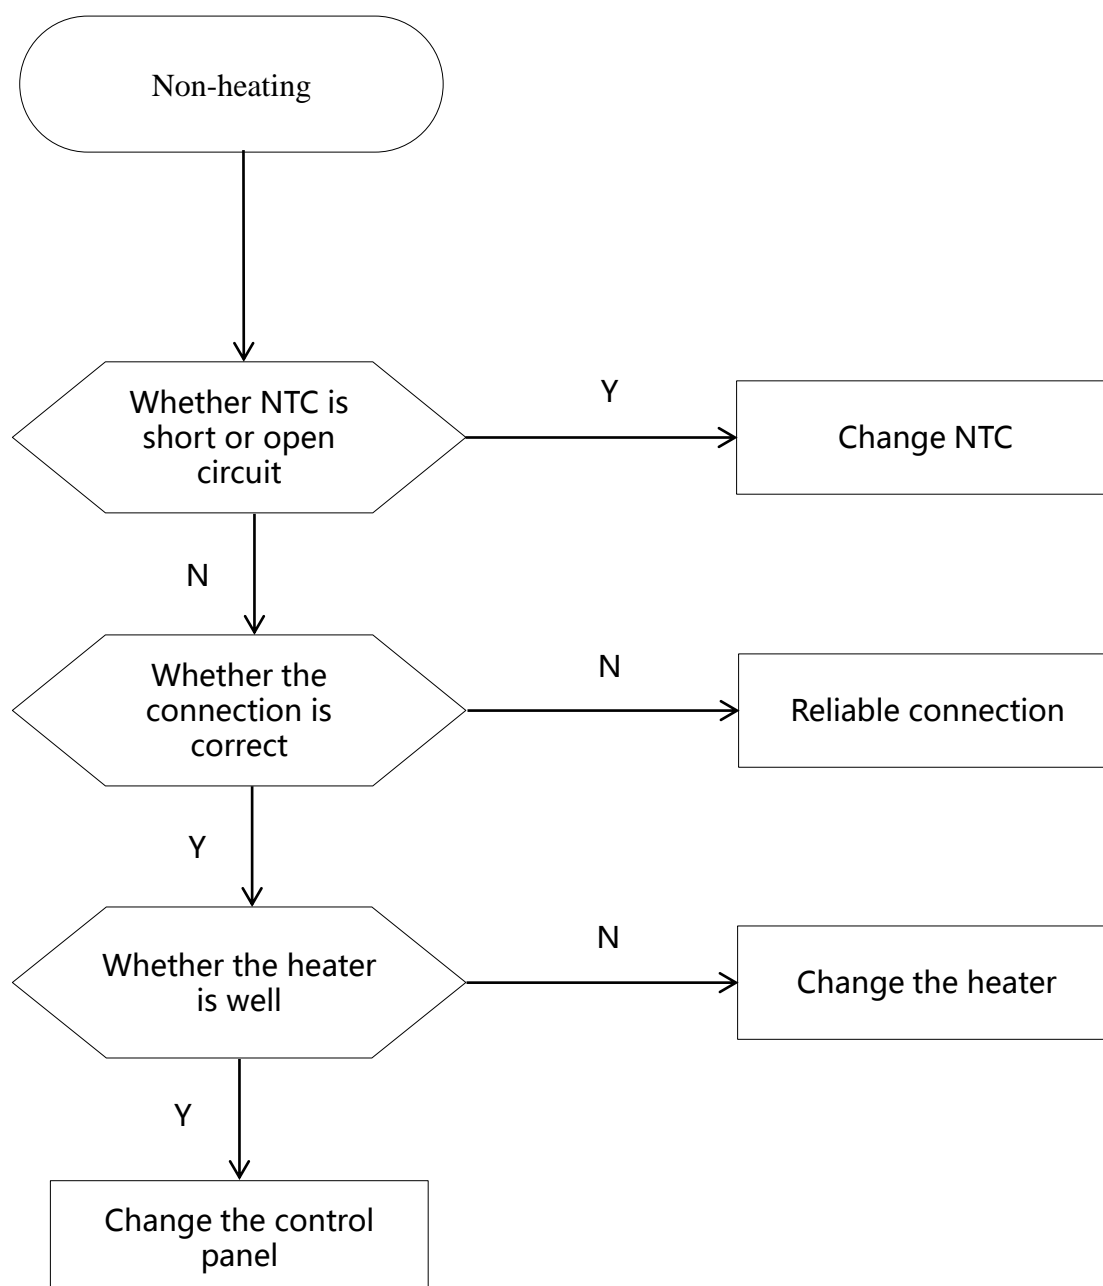 Non-heating
Whether NTC is
short or open
circuit
Y
Change NTC
N
Whether the
connection is
correct
N
Reliable connection
Y
Whether the heater
is well
N
Change the heater
Y
Change the control
panel